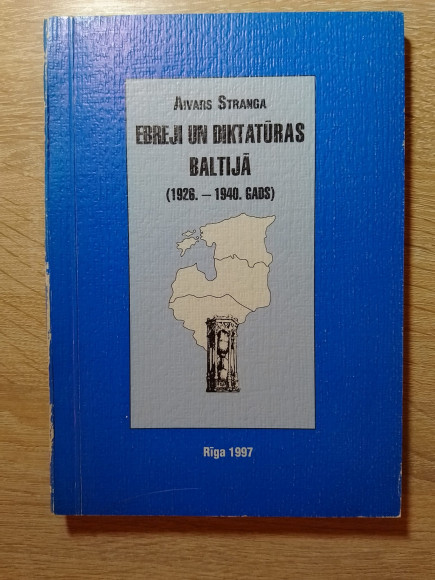 AIVARS STRANGA
EBREJI UN DIKTATŪRAS
BALTIJĀ
(1926. – 1940. GADS)
Rīga 1997